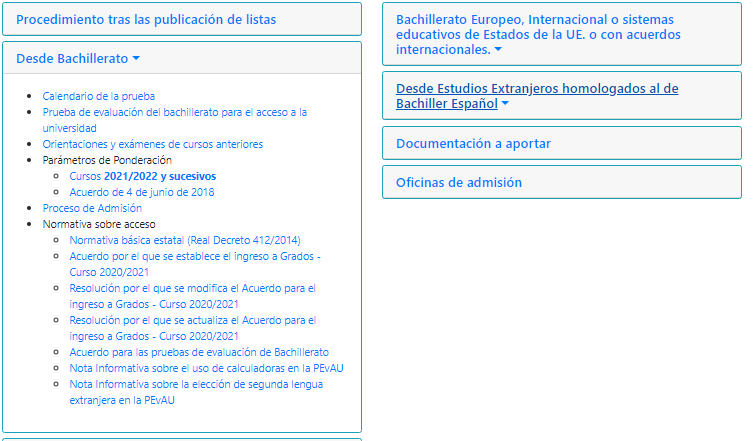 Procedimiento tras las publicación de listas
Desde Bachillerato
Calendario de la prueba
Prueba de evaluación del bachillerato para el acceso a la
universidad
Orientaciones y exámenes de cursos anteriores
Parámetros de Ponderación
Cursos 2021/2022 y sucesivos
Acuerdo de 4 de junio de 2018
Proceso de Admisión
Normativa sobre acceso
Normativa básica estatal (Real Decreto 412/2014)
Acuerdo por el que se establece el ingreso a Grados -
Curso 2020/2021
Resolución por el que se modifica el Acuerdo para el
ingreso a Grados - Curso 2020/2021
Resolución por el que se actualiza el Acuerdo para el
ingreso a Grados - Curso 2020/2021
Acuerdo para las pruebas de evaluación de Bachillerato
Nota Informativa sobre el uso de calculadoras en la PEvAU
Nota Informativa sobre la elección de segunda lengua
extranjera en la PEvAU
Bachillerato Europeo, Internacional o sistemas
educativos de Estados de la UE. o con acuerdos
internacionales.
Desde Estudios Extranjeros homologados al de
Bachiller Español
Documentación a aportar
Oficinas de admisión